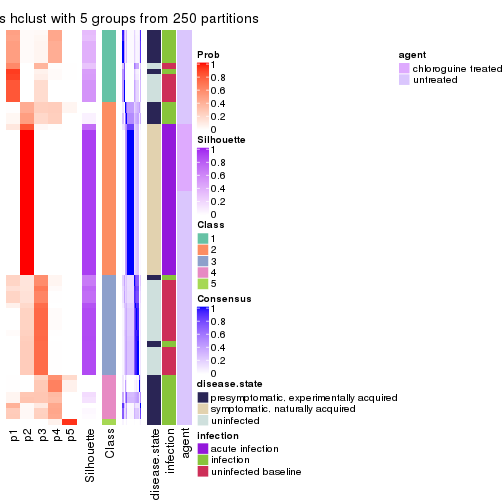 s hclust with 5 groups from 250 partitions
Prob
1
0.8
0.6
0.4
0.2
0
Silhouette
1
0.8
0.6
0.4
0.2
0
Class
1
2
3
4
5
Consensus
1
0.8
0.6
0.4
0.2
0
disease.state
presymptomatic. experimentally acquired
symptomatic. naturally acquired
uninfected
infection
acute infection
infection
uninfected baseline
agent
chloroguine treated
untreated
p1
p2
p3
p4
p5
Silhouette
Class
disease.state
infection
agent